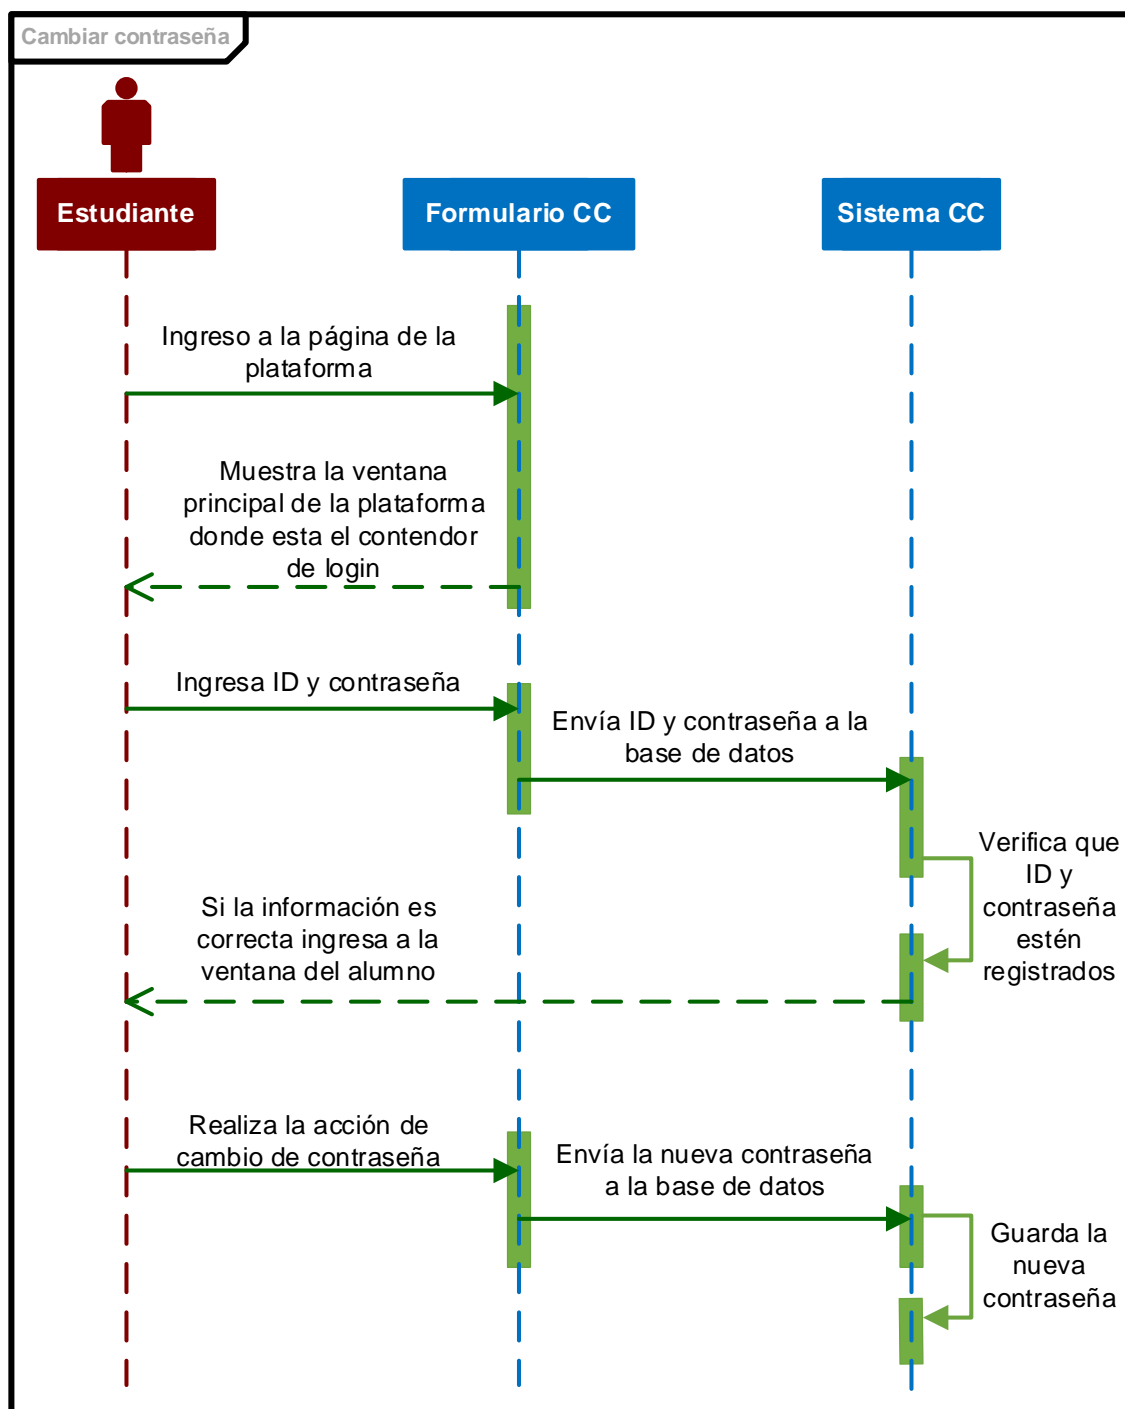 Cambiar contraseña
Estudiante
Formulario CC
Sistema CC
Ingreso a la página de la
plataforma
Muestra la ventana
principal de la plataforma
donde esta el contendor
de login
Ingresa ID y contraseña
Envía ID y contraseña a la
base de datos
Verifica que
ID y
contraseña
estén
registrados
Si la información es
correcta ingresa a la
ventana del alumno
Realiza la acción de
cambio de contraseña
Envía la nueva contraseña
a la base de datos
Guarda la
nueva
contraseña